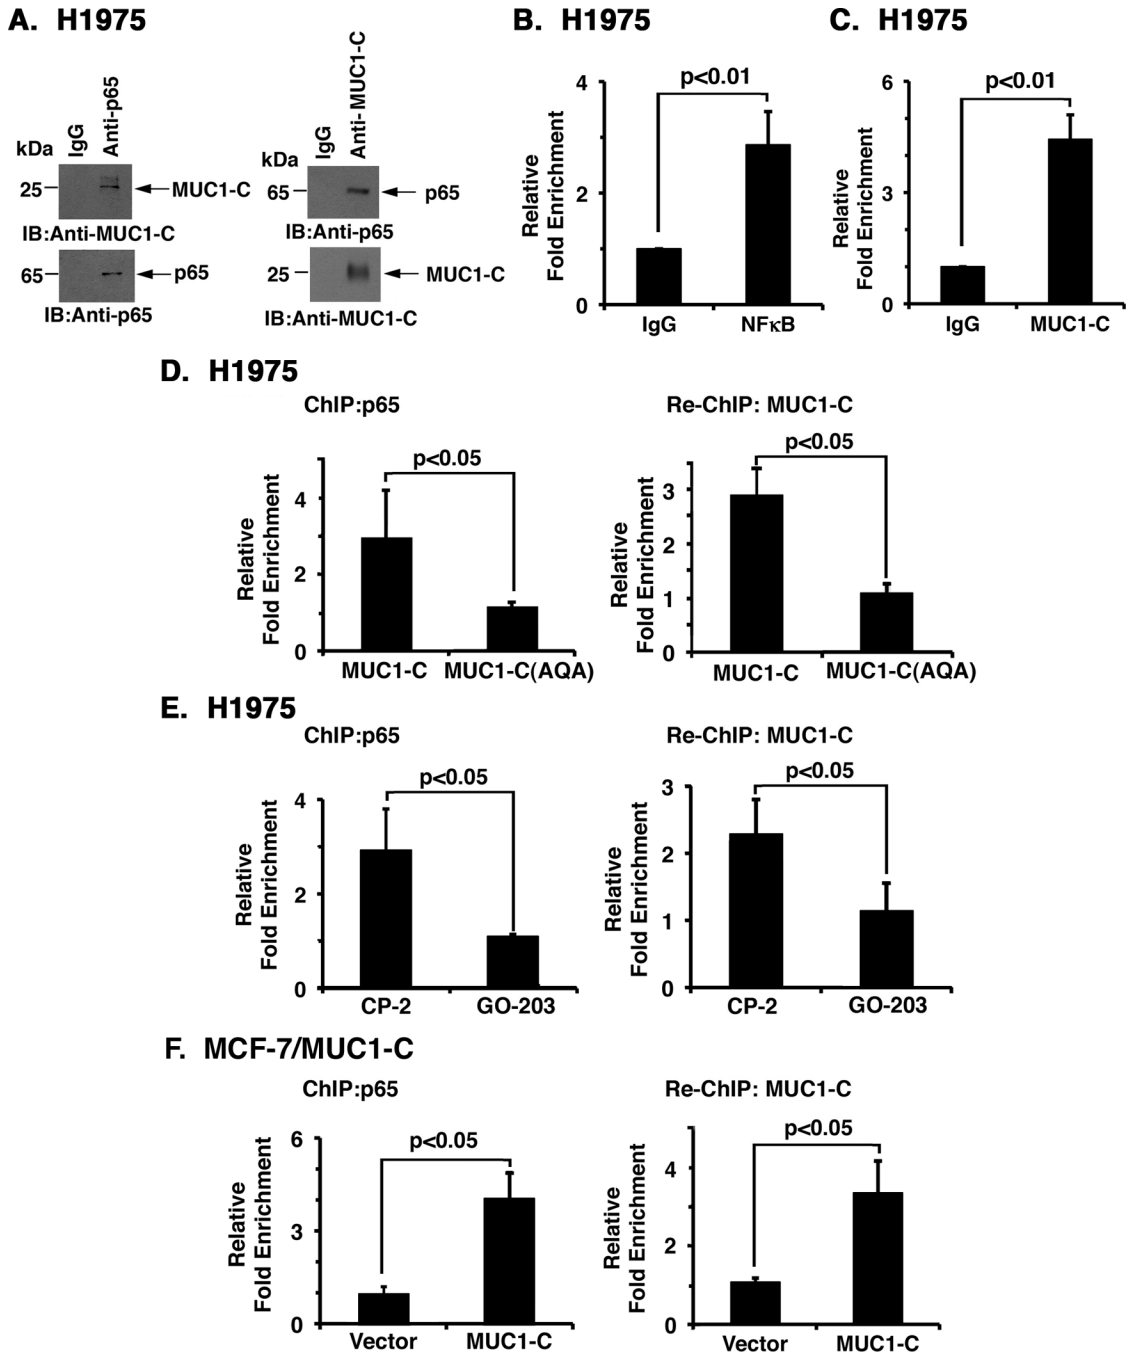 A. H1975
kDa
IgG
Anti-p65
25
MUC1-C
IB:Anti-MUC1-C
65
p65
IB:Anti-p65
kDa
IgG
Anti-MUC1-C
65
p65
IB:Anti-p65
25
MUC1-C
IB:Anti-MUC1-C
B. H1975
p<0.01
Relative
Fold Enrichment
4
2
0
IgG
NFκB
C. H1975
p<0.01
Relative
Fold Enrichment
6
3
0
IgG
MUC1-C
D. H1975
ChIP:p65
p<0.05
Relative
Fold Enrichment
4
2
0
MUC1-C
MUC1-C(AQA)
Re-ChIP: MUC1-C
p<0.05
Relative
Fold Enrichment
3
2
1
0
MUC1-C
MUC1-C(AQA)
E. H1975
ChIP:p65
p<0.05
Relative
Fold Enrichment
4
2
0
CP-2
GO-203
Re-ChIP: MUC1-C
p<0.05
Relative
Fold Enrichment
3
2
1
0
CP-2
GO-203
F. MCF-7/MUC1-C
ChIP:p65
p<0.05
Relative
Fold Enrichment
6
3
0
Vector
MUC1-C
Re-ChIP: MUC1-C
p<0.05
Relative
Fold Enrichment
4
2
0
Vector
MUC1-C